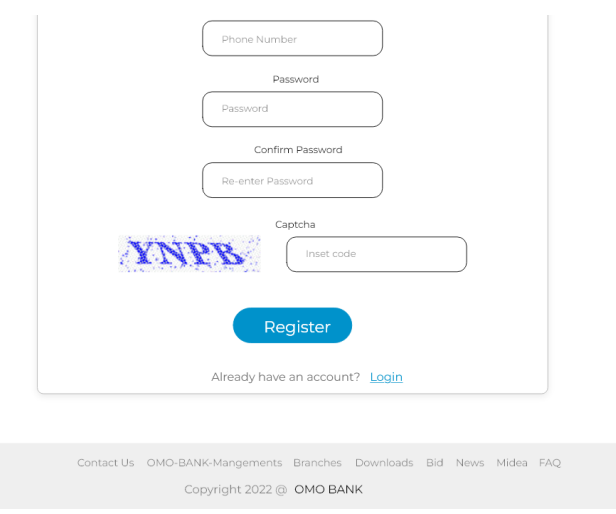 Phone Number
Password
Password
Confirm Password
Re-enter Password
Captcha
YNPB Inset code
Register
Already have an account? Login
Contact Us OMO-BANK-Mangements Branches Downloads Bid News Midea FAQ
Copyright 2022 @ OMO BANK